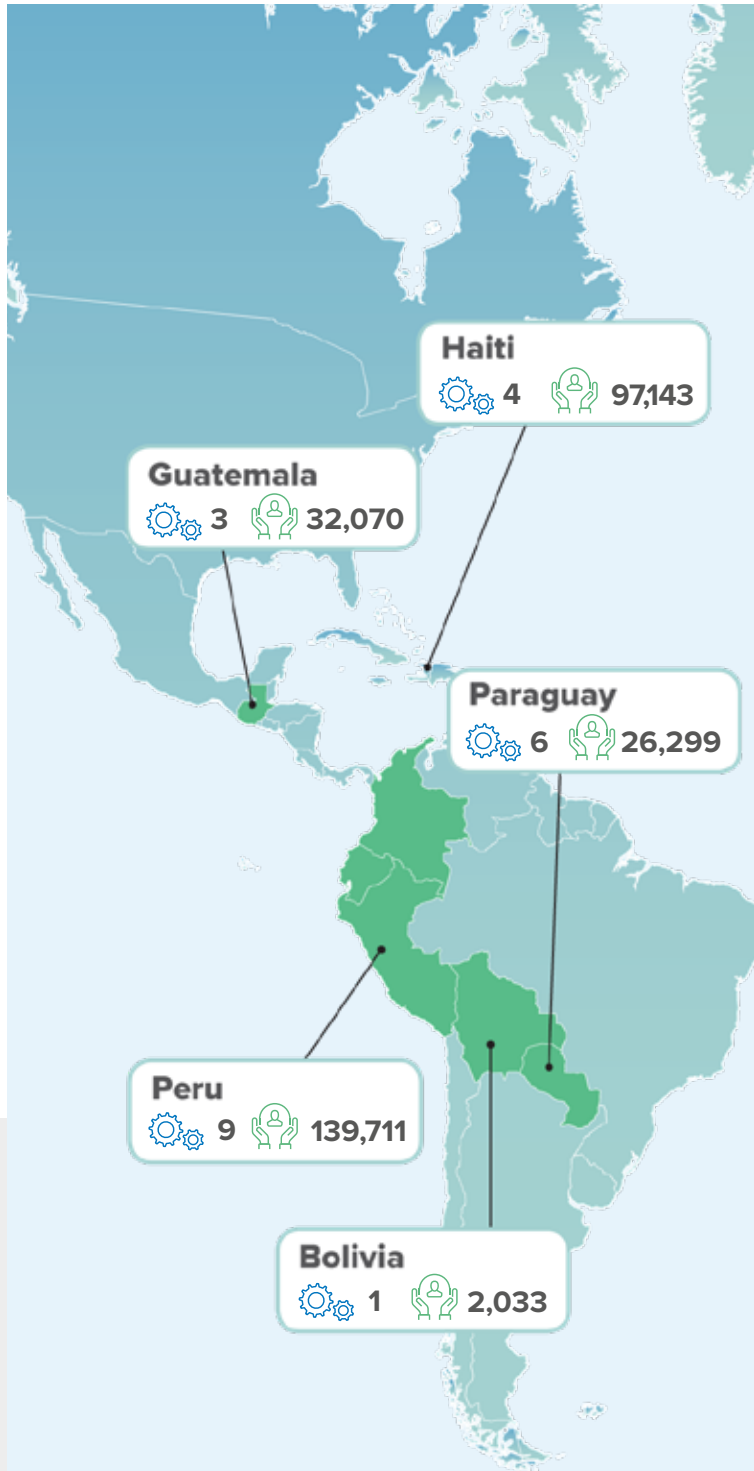 Haiti
4 97,143
Guatemala
3 32,070
Paraguay
6 26,299
Peru
9 139,711
Bolivia
1 2,033